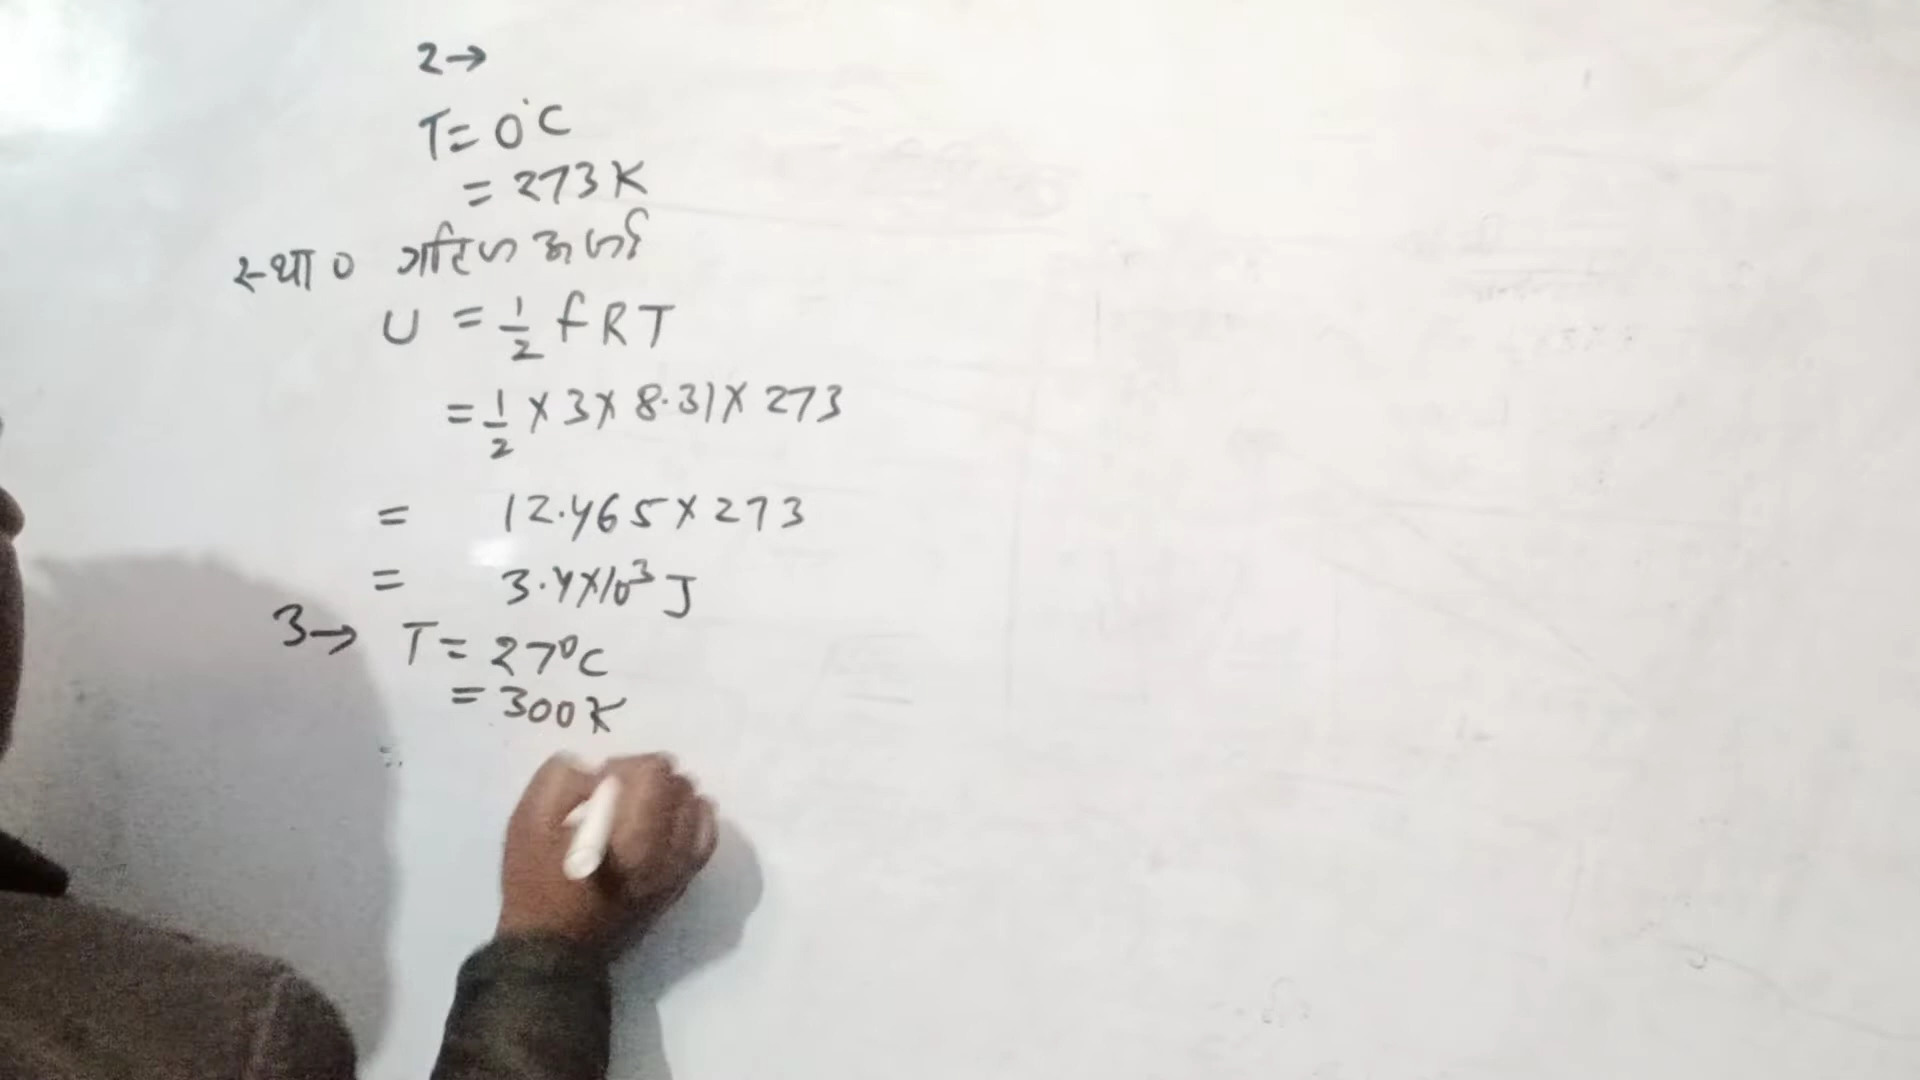 2→
T = 0°C
= 273 K
स्था० गतिज ऊर्जा
U = 1/2 f R T
= 1/2 × 3 × 8.31 × 273
= 12.465 × 273
= 3.4 × 10³ J
3→ T = 27°C
= 300 K